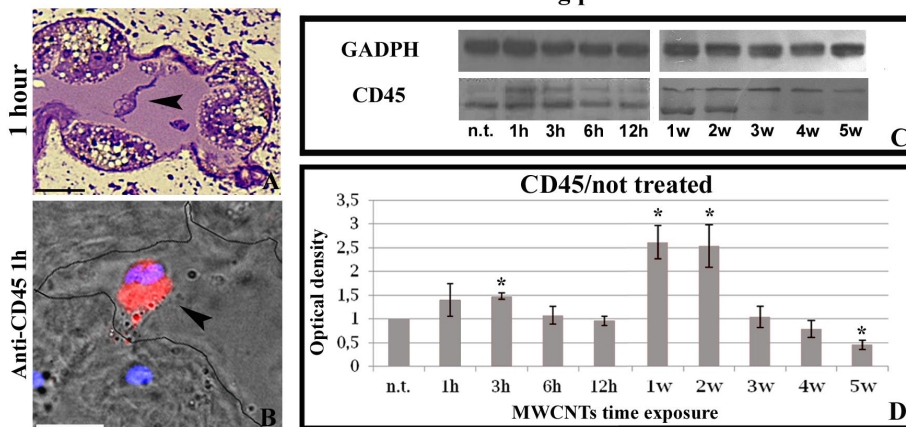 g p
1 hour
A
Anti-CD45 1h
B
GADPH
CD45
n.t. 1h 3h 6h 12h 1w 2w 3w 4w 5w
C
CD45/not treated
Optical density
3,5
3
2,5
2
1,5
1
0,5
0
* * * *
n.t. 1h 3h 6h 12h 1w 2w 3w 4w 5w
MWCNTs time exposure
D